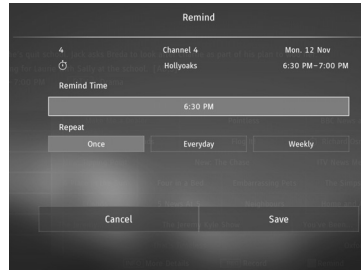 Remind
4 Channel 4 Mon. 12 Nov
Hollyoaks 6:30 PM-7:00 PM
Remind Time
6:30 PM
Repeat
Once Everyday Weekly
Cancel Save